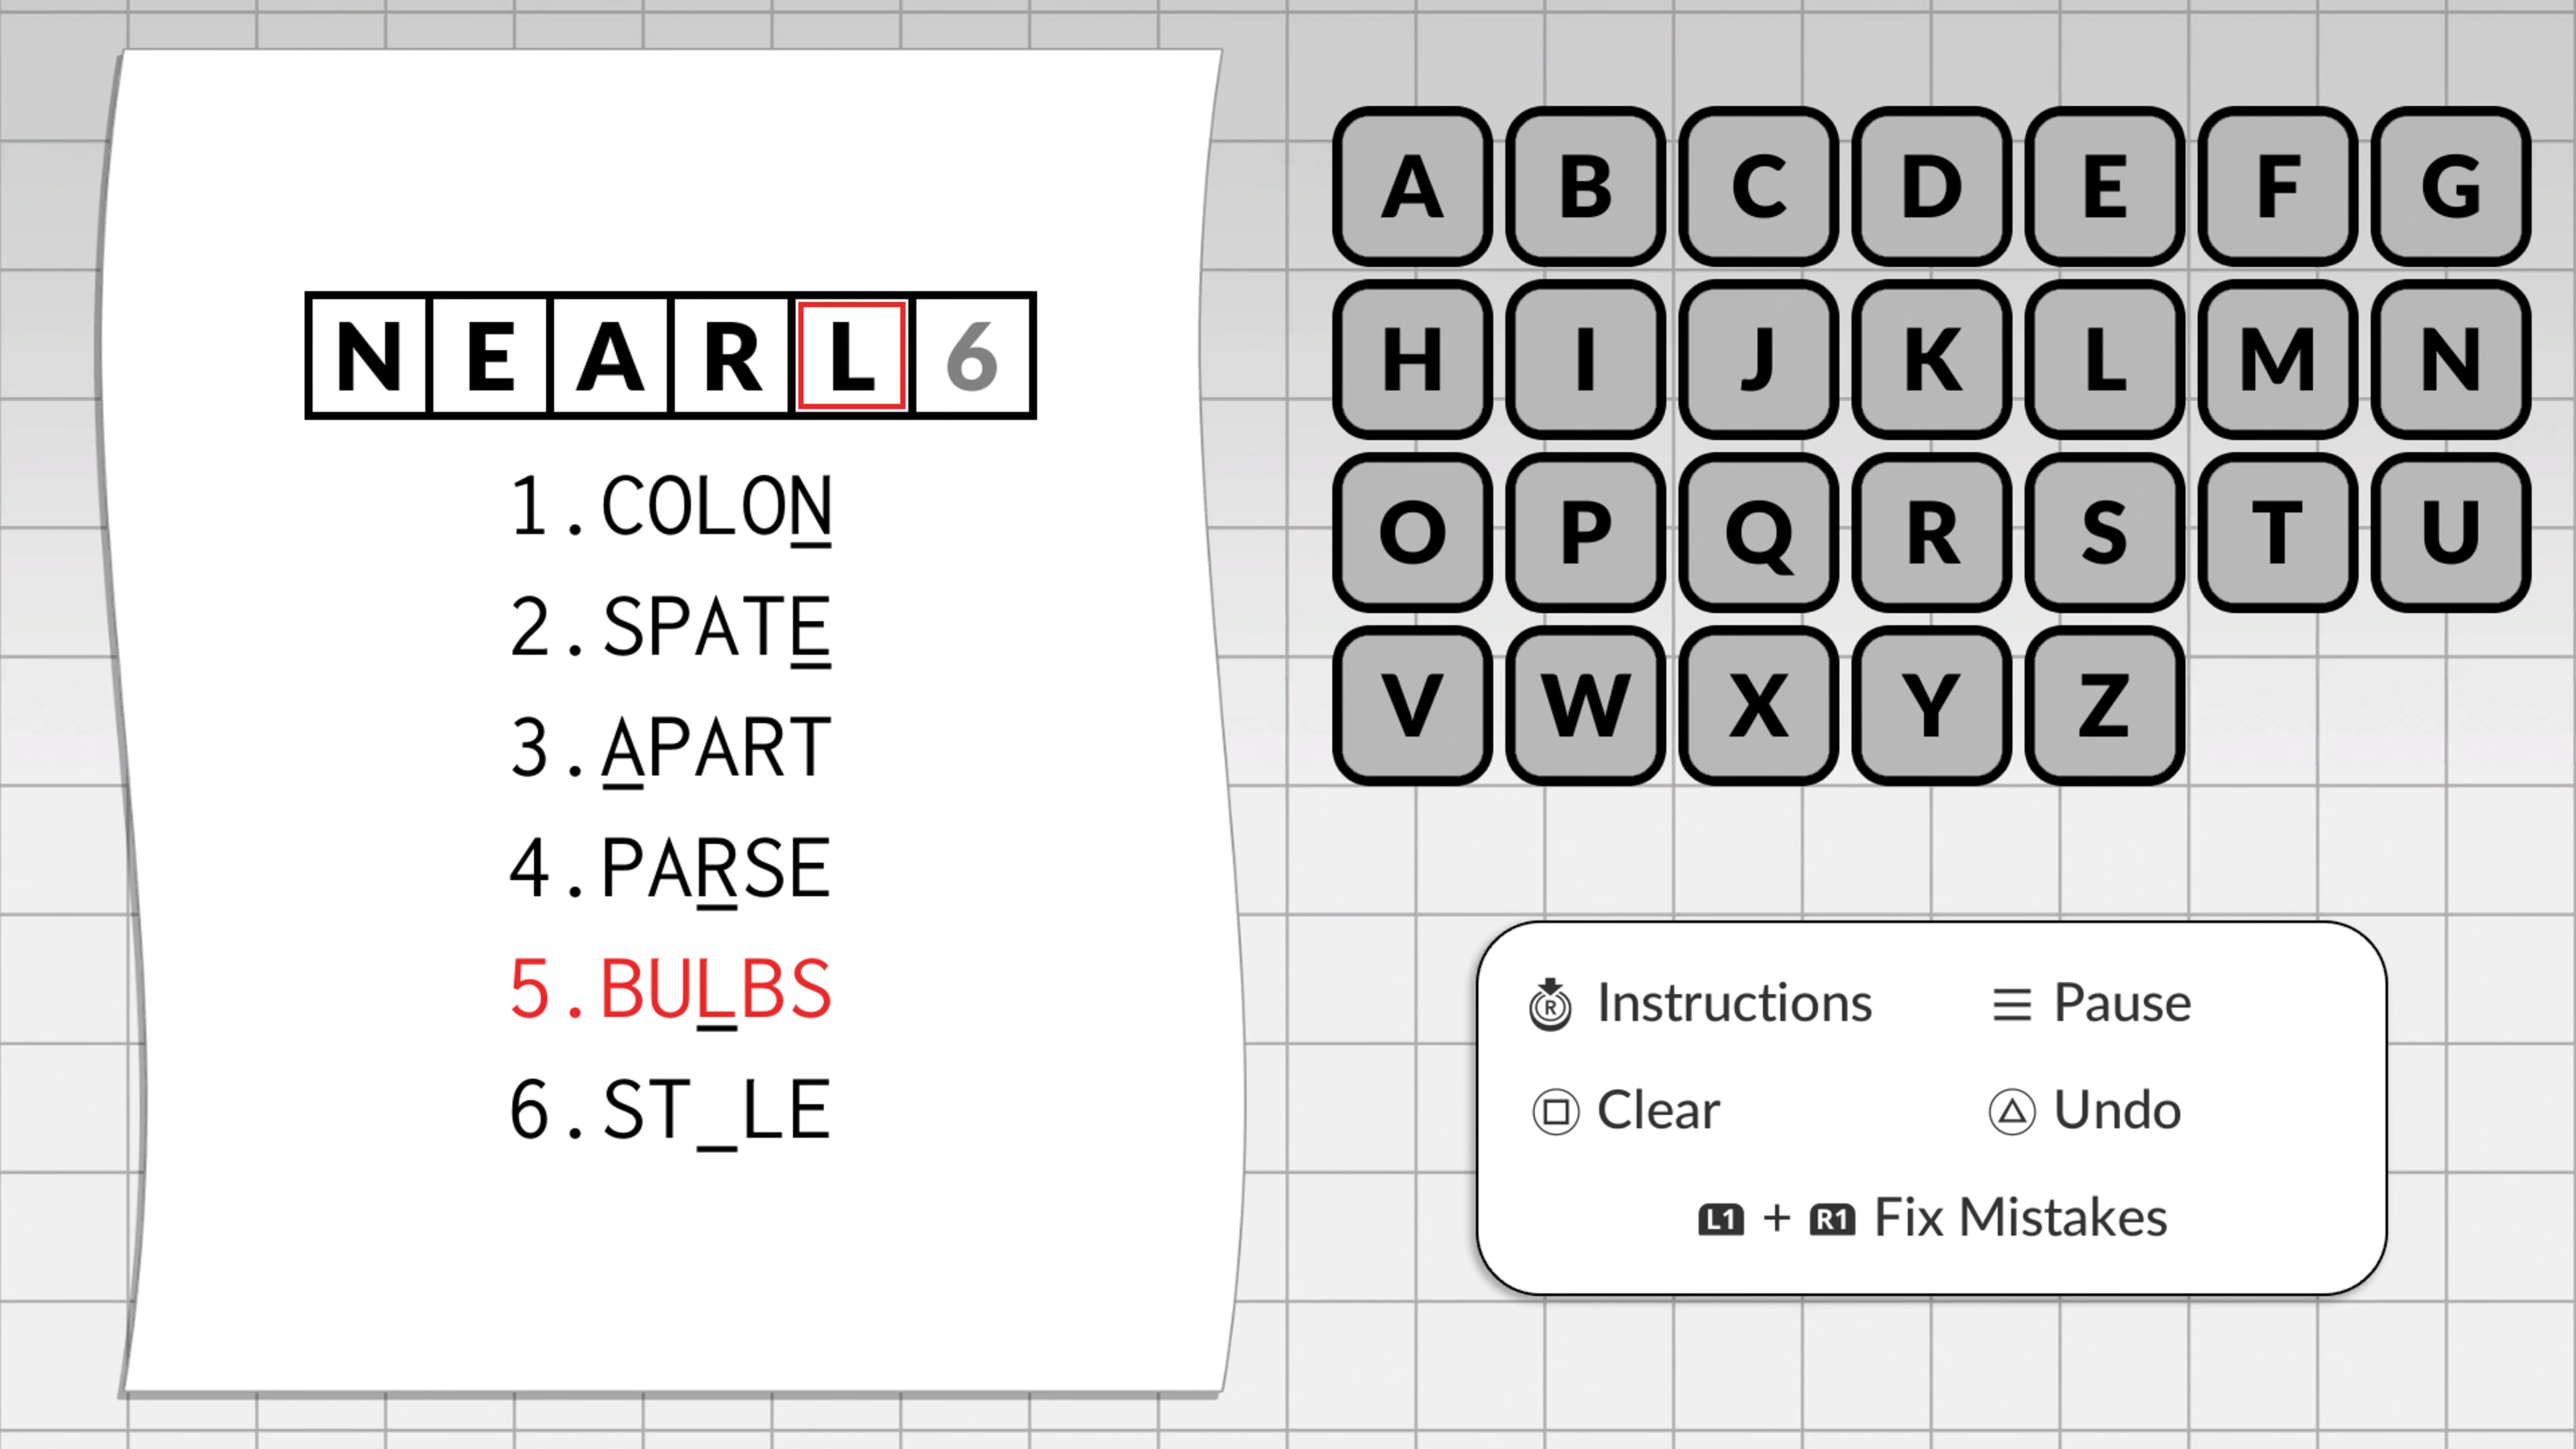 NEARL6
1.COLON
2.SPATE
3.APART
4.PARSE
5.BULBS
6.ST_LE
A B C D E F G
H I J K L M N
O P Q R S T U
V W X Y Z
R Instructions
Pause
Clear
Undo
L1 + R1 Fix Mistakes